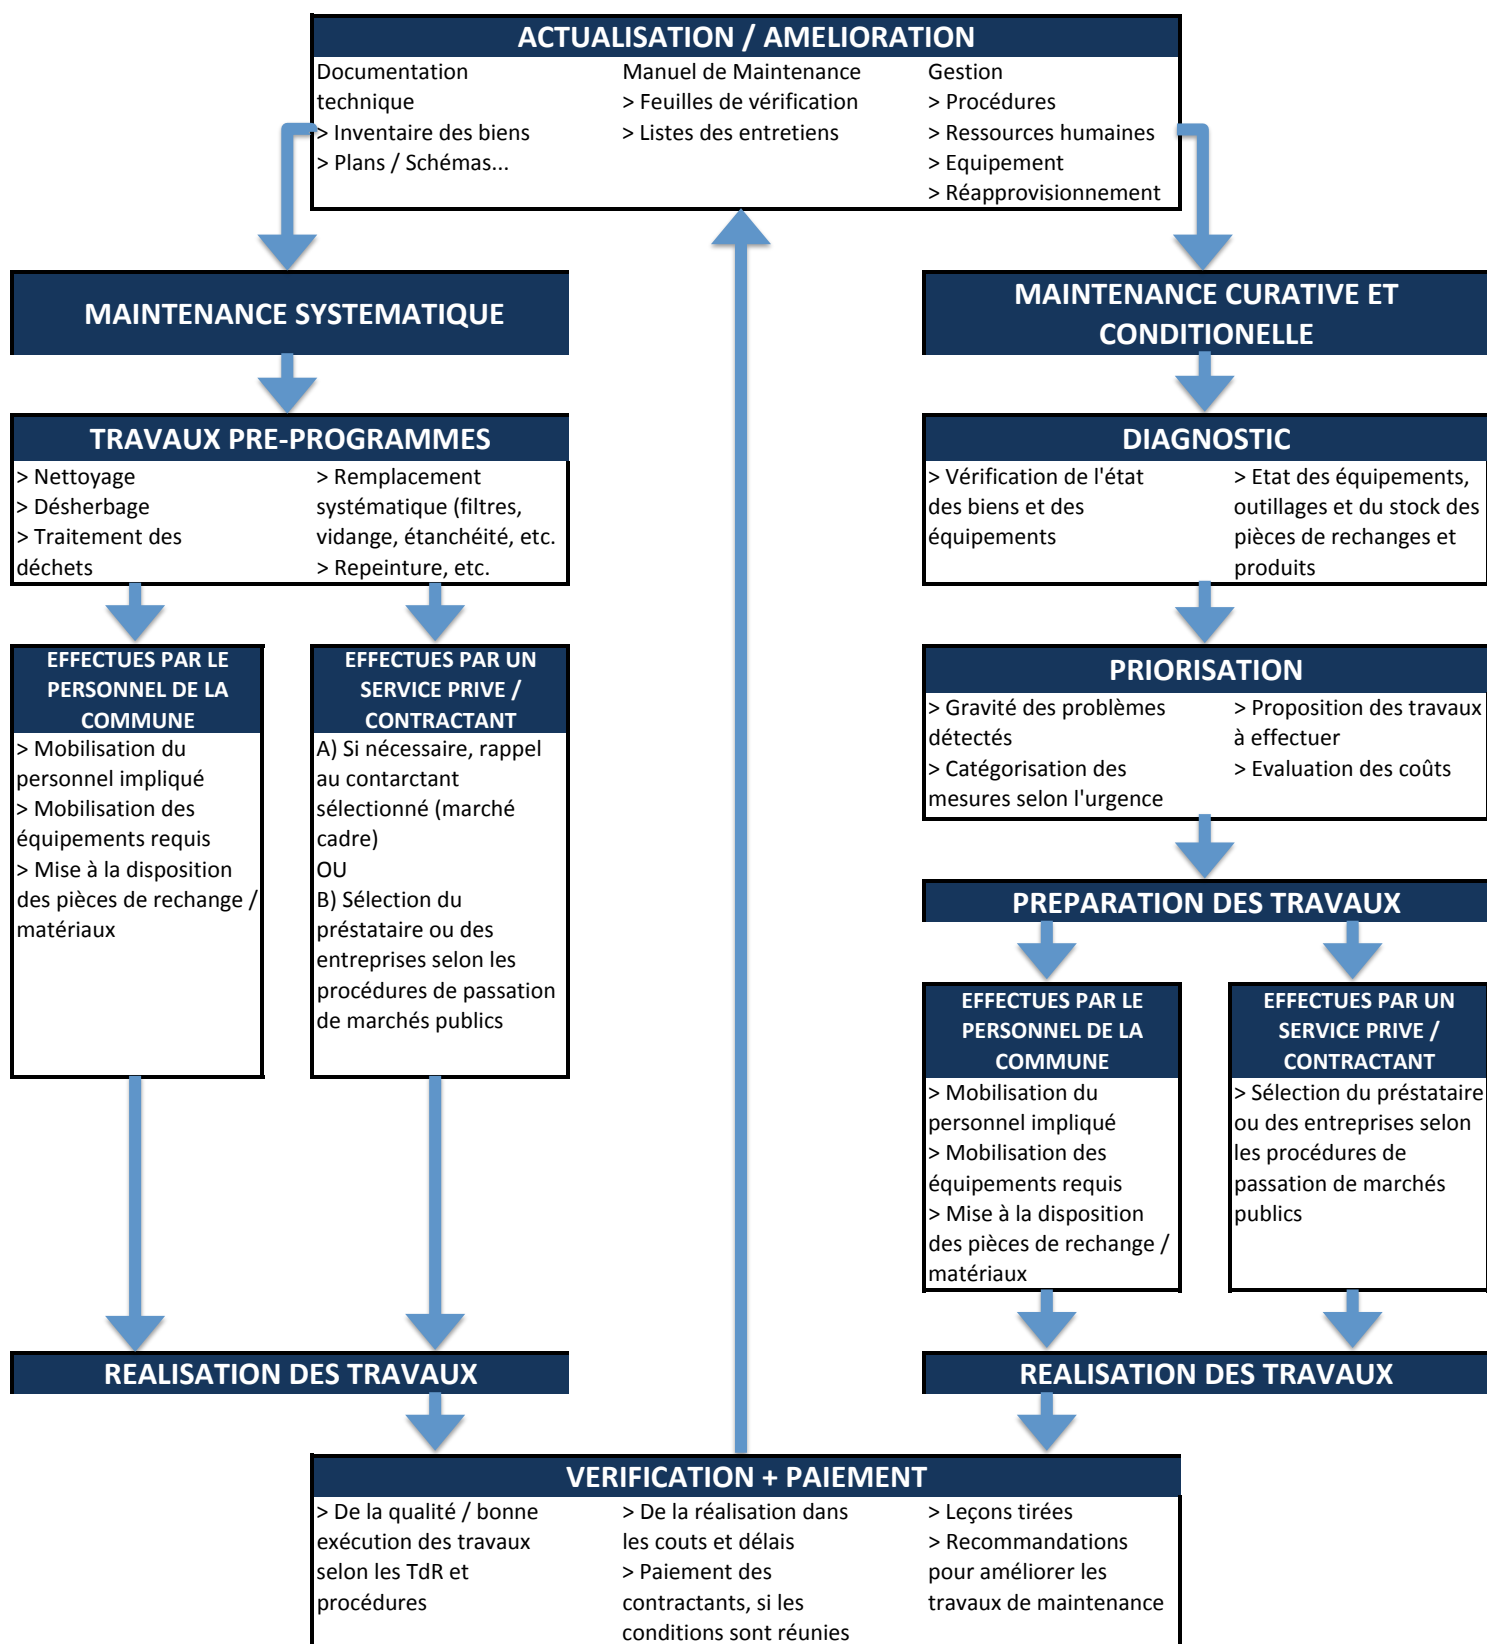 ACTUALISATION / AMELIORATION
Documentation
technique
> Inventaire des biens
> Plans / Schémas...
Manuel de Maintenance
> Feuilles de vérification
> Listes des entretiens
Gestion
> Procédures
> Ressources humaines
> Equipement
> Réapprovisionnement
MAINTENANCE SYSTEMATIQUE
TRAVAUX PRE-PROGRAMMES
> Nettoyage
> Désherbage
> Traitement des
déchets
> Remplacement
systématique (filtres,
vidange, étanchéité, etc.
> Repeinture, etc.
EFFECTUES PAR LE
PERSONNEL DE LA
COMMUNE
> Mobilisation du
personnel impliqué
> Mobilisation des
équipements requis
> Mise à la disposition
des pièces de rechange /
matériaux
EFFECTUES PAR UN
SERVICE PRIVE /
CONTRACTANT
A) Si nécessaire, rappel
au contarctant
sélectionné (marché
cadre)
OU
B) Sélection du
préstataire ou des
entreprises selon les
procédures de passation
de marchés publics
REALISATION DES TRAVAUX
MAINTENANCE CURATIVE ET
CONDITIONELLE
DIAGNOSTIC
> Vérification de l'état
des biens et des
équipements
> Etat des équipements,
outillages et du stock des
pièces de rechanges et
produits
PRIORISATION
> Gravité des problèmes
détectés
> Catégorisation des
mesures selon l'urgence
> Proposition des travaux
à effectuer
> Evaluation des coûts
PREPARATION DES TRAVAUX
EFFECTUES PAR LE
PERSONNEL DE LA
COMMUNE
> Mobilisation du
personnel impliqué
> Mobilisation des
équipements requis
> Mise à la disposition
des pièces de rechange /
matériaux
EFFECTUES PAR UN
SERVICE PRIVE /
CONTRACTANT
> Sélection du préstataire
ou des entreprises selon
les procédures de
passation de marchés
publics
REALISATION DES TRAVAUX
VERIFICATION + PAIEMENT
> De la qualité / bonne
exécution des travaux
selon les TdR et
procédures
> De la réalisation dans
les couts et délais
> Paiement des
contractants, si les
conditions sont réunies
> Leçons tirées
> Recommandations
pour améliorer les
travaux de maintenance